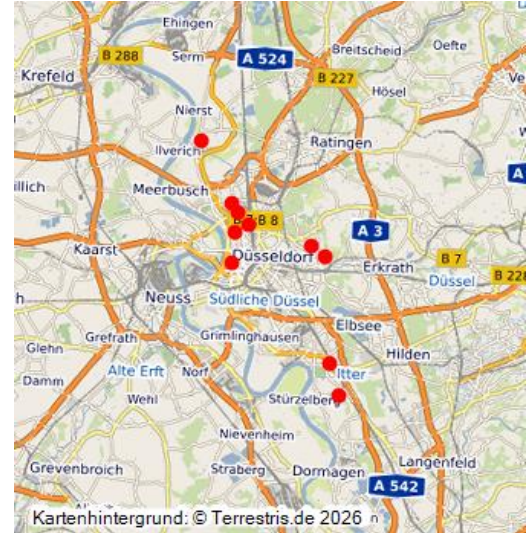 Ehingen
B 288
Serm
A 524
Breitscheid
Oefte
Krefeld
B 227
Hösel
Nierst
Ratingen
Ilverich
Meerbusch
A
llich
B 8
A 3
Kaarst
Düsseldorf
Erkrath
B 7
B 228
Düssel
Neuss
Südliche Düssel
Elbsee
Grefrath
Grimlinghausen
Hilden
Glehn
Alte Erft
Norf
Itter
Damm
Wehl
Stürzelberg
Nievenheim
Grevenbroich
Straberg
Dormagen
Langenfeld
A 542
Kartenhintergrund: © Terrestris.de 2026